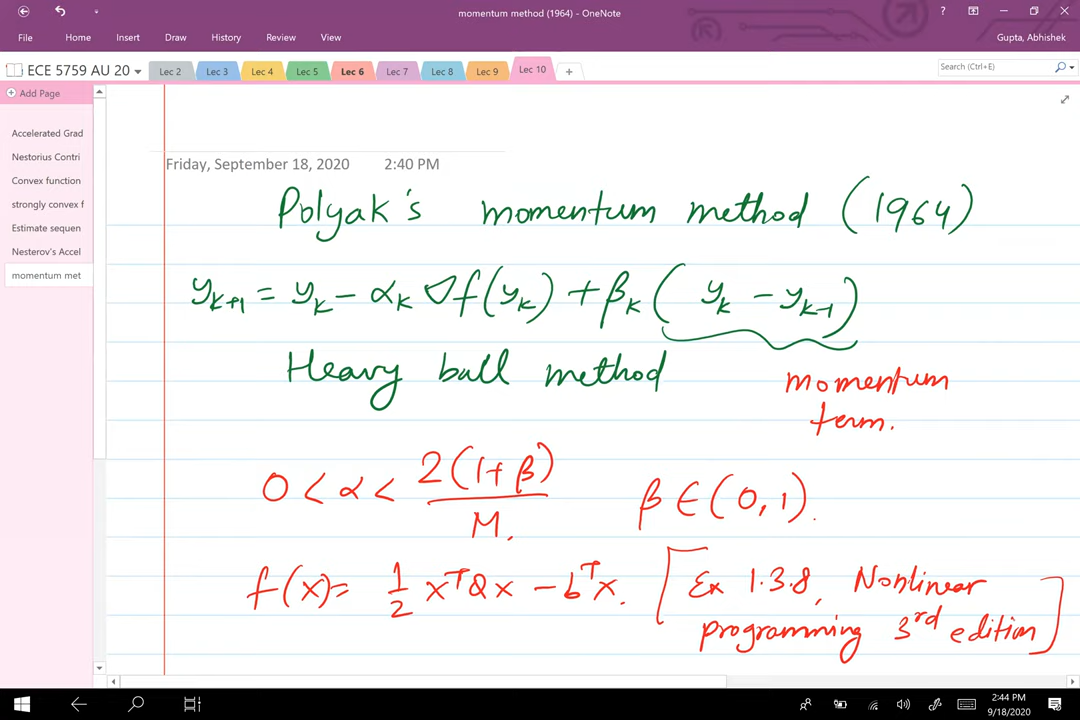 momentum method (1964) - OneNote
?
File
Home
Insert
Draw
History
Review
View
Gupta, Abhishek
ECE 5759 AU 20
Lec 2
Lec 3
Lec 4
Lec 5
Lec 6
Lec 7
Lec 8
Lec 9
Lec 10
+
Search (Ctrl+E)
+ Add Page
Accelerated Grad
Nestorius Contri
Convex function
strongly convex f
Estimate sequen
Nesterov's Accel
momentum met
Friday, September 18, 2020 2:40 PM
Polyak's momentum method (1964)
y_{k+1} = y_k - α_k ∇f(y_k) + β_k (y_k - y_{k-1})
Heavy ball method
momentum
term.
0 < α < 2(1+β)/M. β ∈ (0,1).
f(x) = 1/2 x^T Q x - b^T x. [Ex 1.3.8, Nonlinear
programming 3rd edition]
2:44 PM
9/18/2020